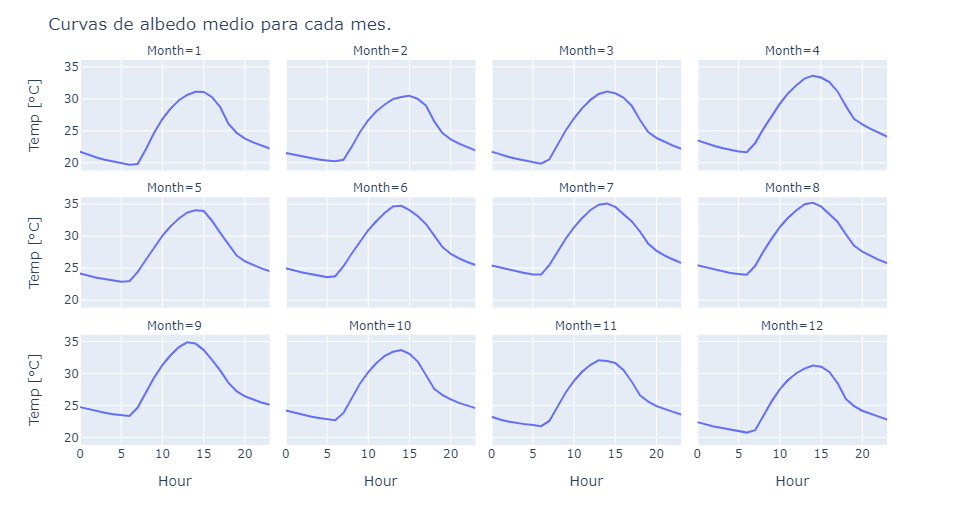 Curvas de albedo medio para cada mes.
Month=1 Month=2 Month=3 Month=4
35
30
25
20
Temp [°C]
Month=5 Month=6 Month=7 Month=8
35
30
25
20
Temp [°C]
Month=9 Month=10 Month=11 Month=12
35
30
25
20
Temp [°C]
0 5 10 15 20 0 5 10 15 20 0 5 10 15 20 0 5 10 15 20
Hour Hour Hour Hour